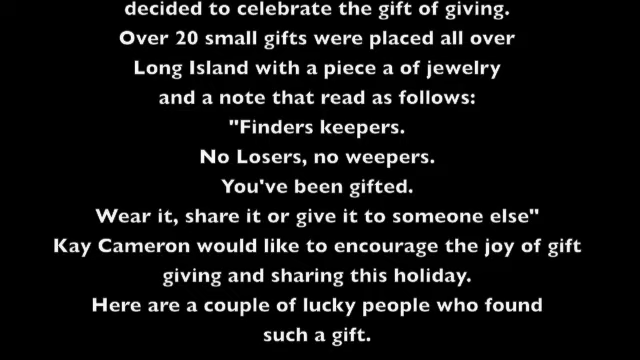 decided to celebrate the gift of giving.
Over 20 small gifts were placed all over
Long Island with a piece a of jewelry
and a note that read as follows:
"Finders keepers.
No Losers, no weepers.
You've been gifted.
Wear it, share it or give it to someone else"
Kay Cameron would like to encourage the joy of gift
giving and sharing this holiday.
Here are a couple of lucky people who found
such a gift.